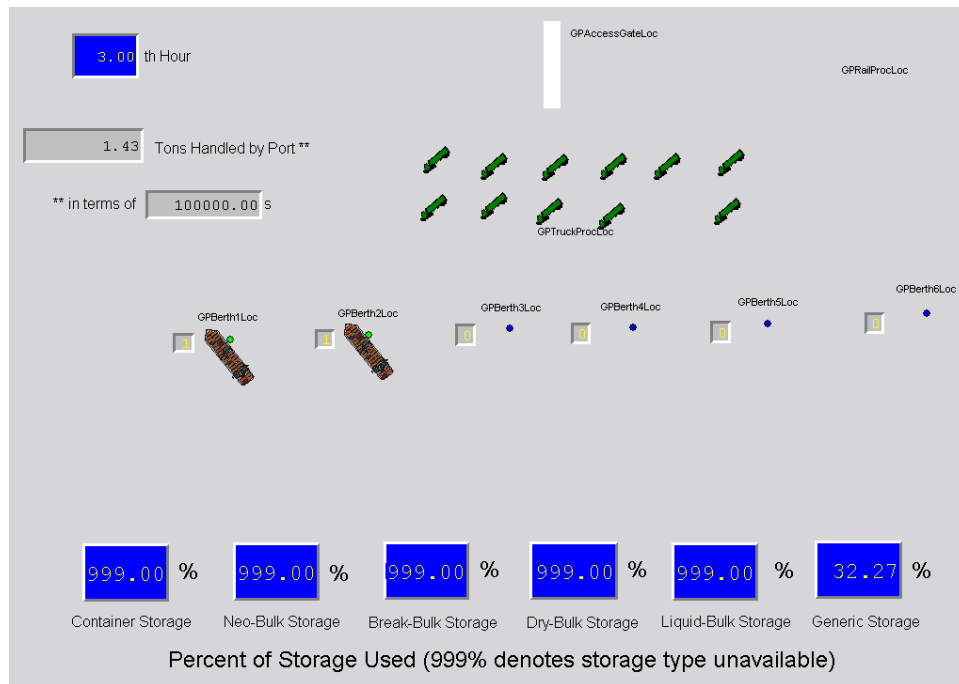 GPAccessGateLoc
3.00 th Hour
GPRailProcLoc
1.43 Tons Handled by Port **
** in terms of 100000.00 s
GPTruckProcLoc
GPBerth1Loc GPBerth2Loc GPBerth3Loc GPBerth4Loc GPBerth5Loc GPBerth6Loc
1 1 0 0 0 0
999.00 % 999.00 % 999.00 % 999.00 % 999.00 % 32.27 %
Container Storage Neo-Bulk Storage Break-Bulk Storage Dry-Bulk Storage Liquid-Bulk Storage Generic Storage
Percent of Storage Used (999% denotes storage type unavailable)